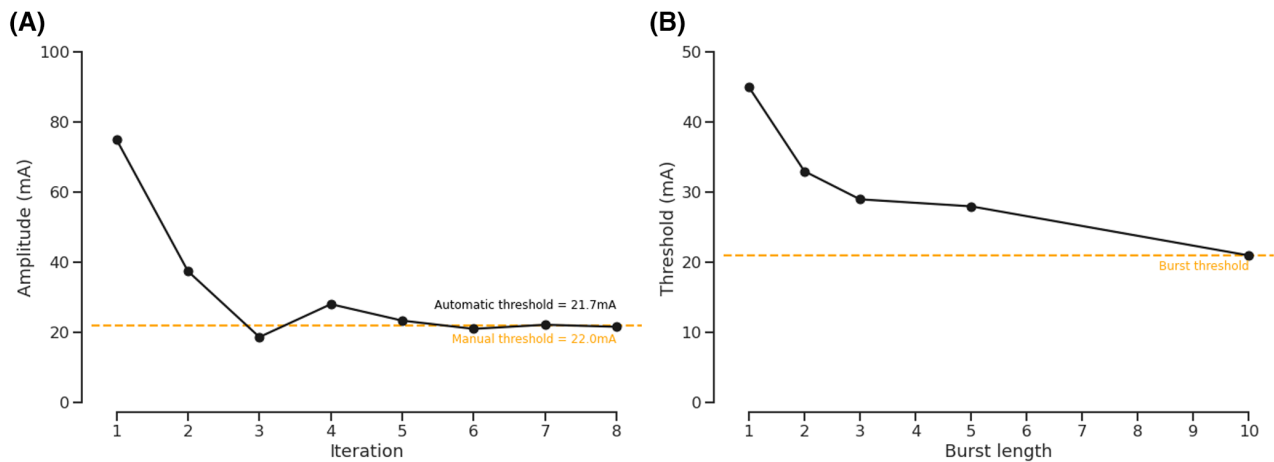 (A)
100
80
60
40
20
0
Amplitude (mA)
Automatic threshold = 21.7mA
Manual threshold = 22.0mA
1 2 3 4 5 6 7 8
Iteration
(B)
50
40
30
20
10
0
Threshold (mA)
Burst threshold
1 2 3 4 5 6 7 8 9 10
Burst length